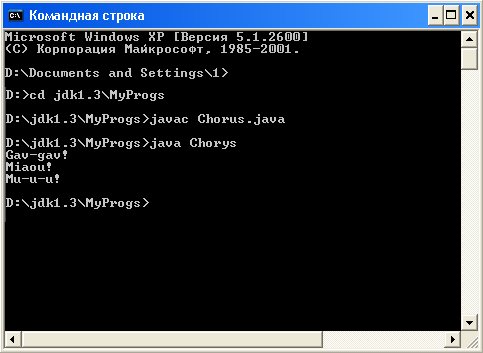 Командная строка
Microsoft Windows XP [Версия 5.1.2600]
(C) Корпорация Майкрософт, 1985-2001.
D:\Documents and Settings\1>
D:>cd jdk1.3\MyProgs
D:\jdk1.3\MyProgs>javac Chorus.java
D:\jdk1.3\MyProgs>java Chorys
Gav-gav!
Miaou!
Mu-u-u!
D:\jdk1.3\MyProgs>